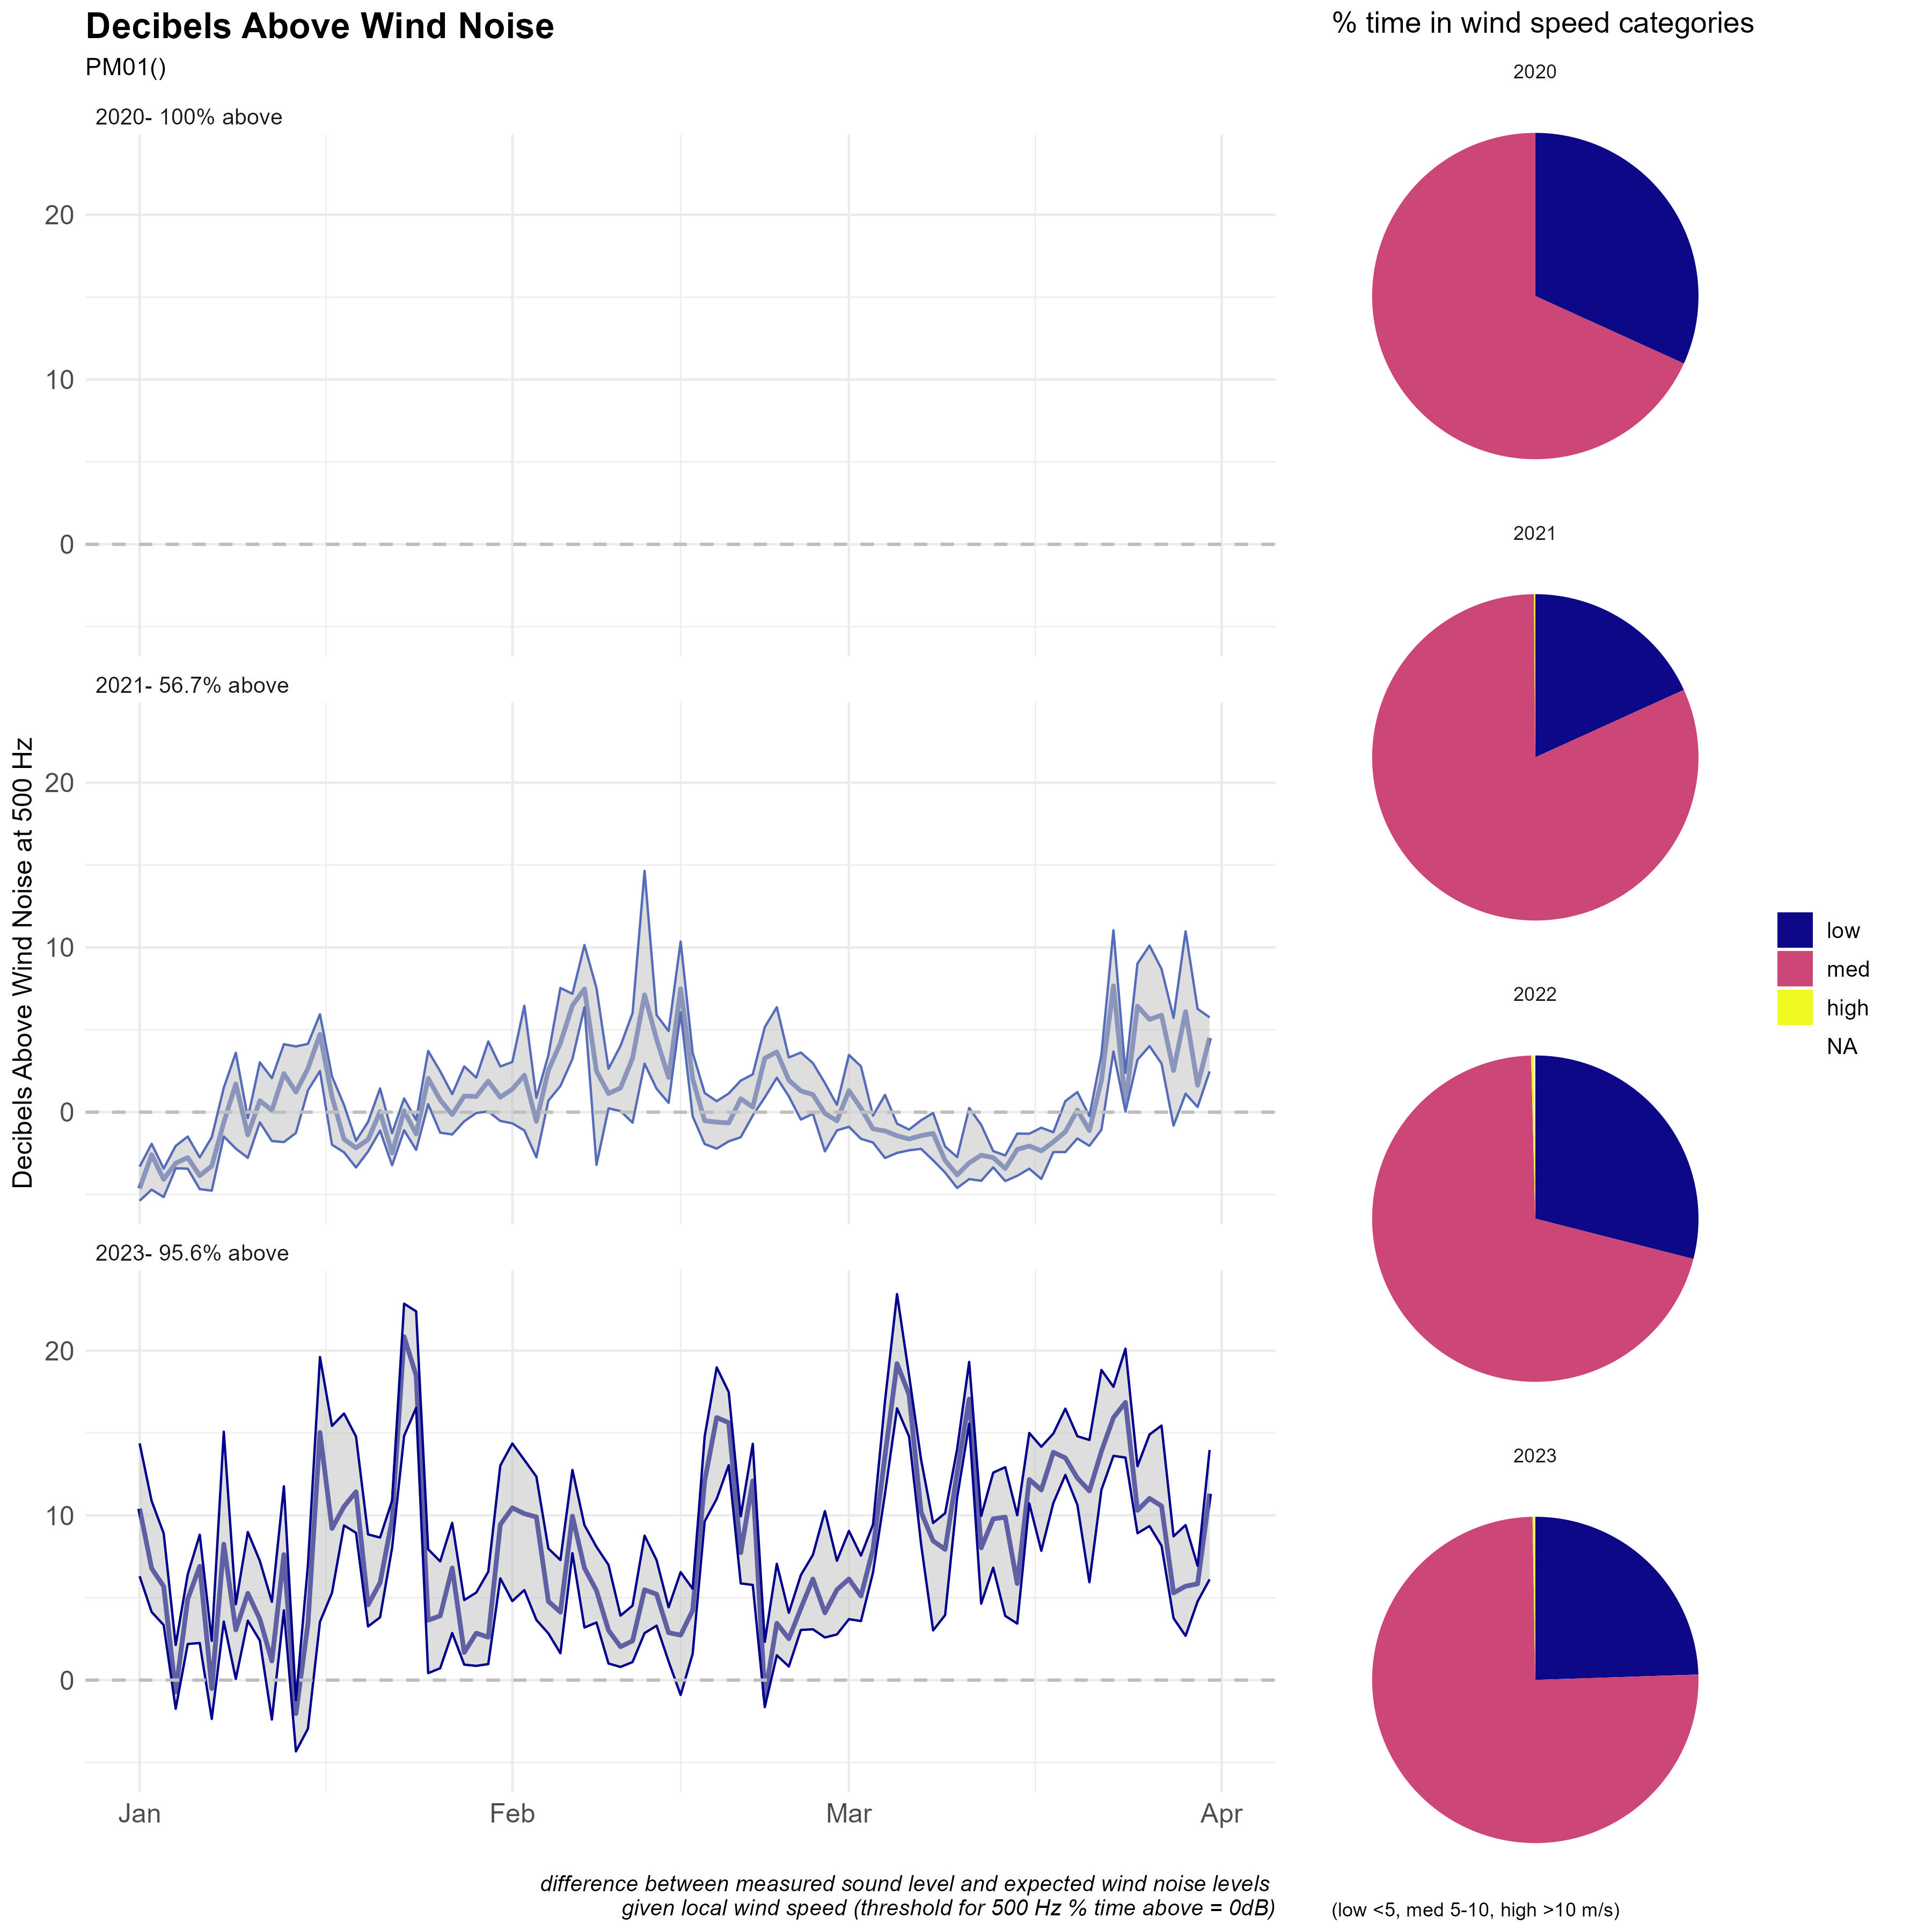 Decibels Above Wind Noise
PM01()
2020- 100% above
20
10
0
2021- 56.7% above
20
10
0
2023- 95.6% above
20
10
0
Jan Feb Mar Apr
Decibels Above Wind Noise at 500 Hz
difference between measured sound level and expected wind noise levels
given local wind speed (threshold for 500 Hz % time above = 0dB)
% time in wind speed categories
2020
2021
2022
2023
low
med
high
NA
(low <5, med 5-10, high >10 m/s)